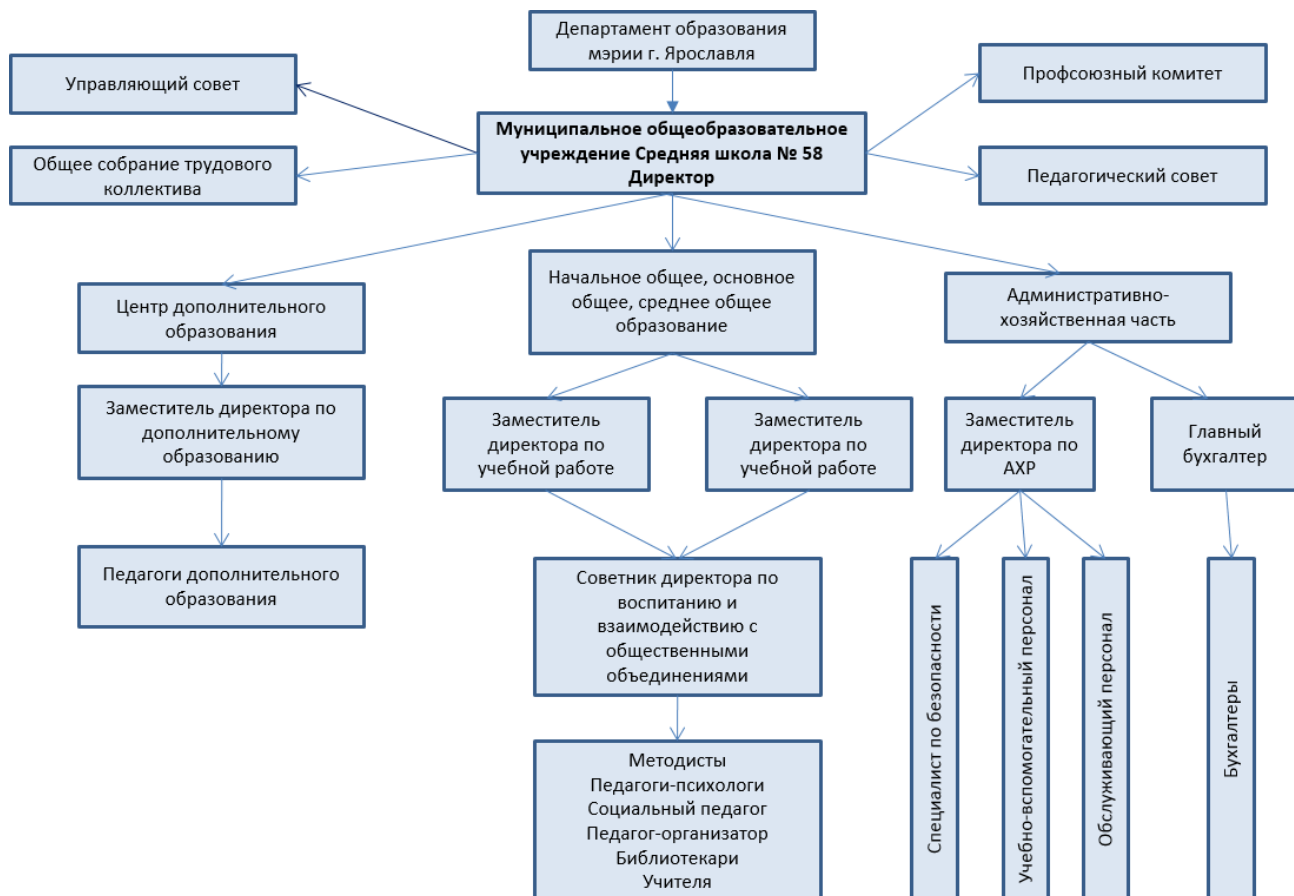 Департамент образования
мэрии г. Ярославля
Управляющий совет
Профсоюзный комитет
Муниципальное общеобразовательное
учреждение Средняя школа № 58
Директор
Общее собрание трудового
коллектива
Педагогический совет
Центр дополнительного
образования
Начальное общее, основное
общее, среднее общее
образование
Административно-
хозяйственная часть
Заместитель директора по
дополнительному
образованию
Заместитель
директора по
учебной работе
Заместитель
директора по
учебной работе
Заместитель
директора по
АХР
Главный
бухгалтер
Педагоги дополнительного
образования
Советник директора по
воспитанию и
взаимодействию с
общественными
объединениями
Специалист по безопасности
Учебно-вспомогательный персонал
Обслуживающий персонал
Бухгалтеры
Методисты
Педагоги-психологи
Социальный педагог
Педагог-организатор
Библиотекари
Учителя